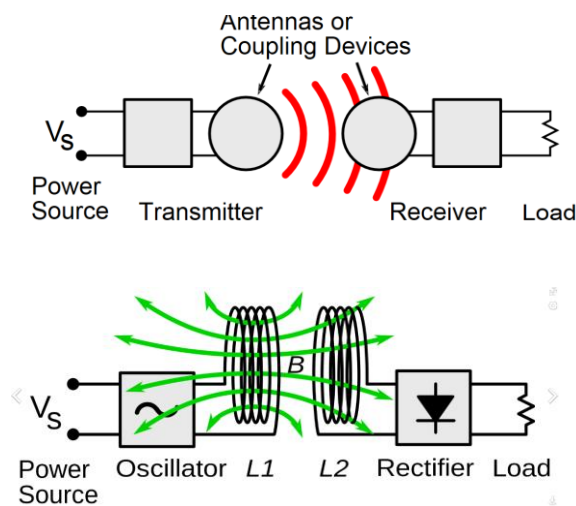 Antennas or
Coupling Devices
VS
Power
Source
Transmitter
Receiver
Load
B
VS
Power
Source
Oscillator
L1
L2
Rectifier
Load